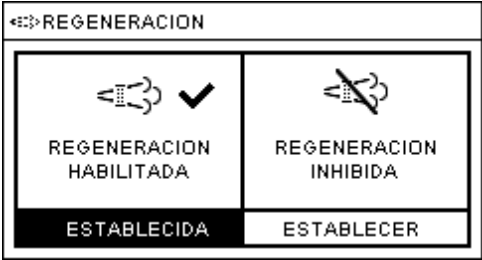 REGENERACION
REGENERACION
HABILITADA
REGENERACION
INHIBIDA
ESTABLECIDA
ESTABLECER